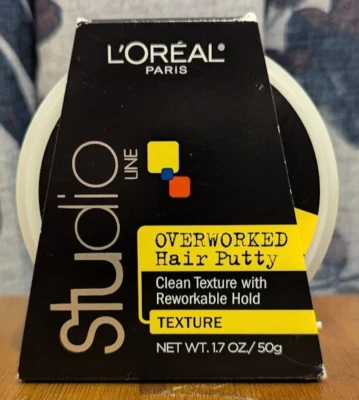 L'ORÉAL®
PARIS
studio
LINE
OVERWORKED
Hair Putty
Clean Texture with
Reworkable Hold
TEXTURE
NET WT. 1.7 OZ./ 50g